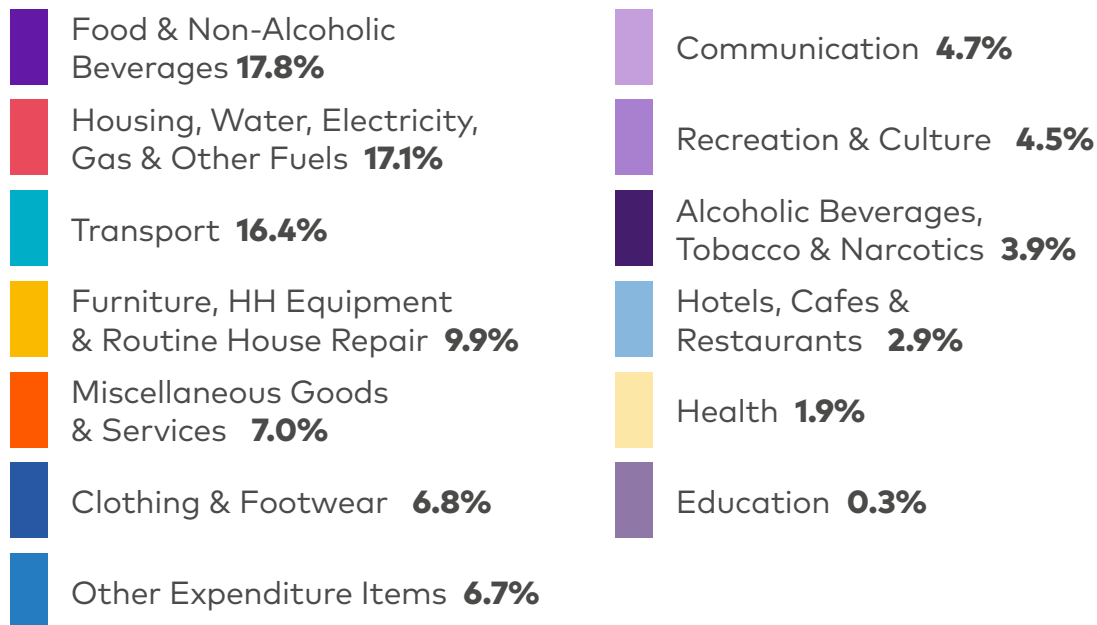 Food & Non-Alcoholic
Beverages 17.8%
Housing, Water, Electricity,
Gas & Other Fuels 17.1%
Transport 16.4%
Furniture, HH Equipment
& Routine House Repair 9.9%
Miscellaneous Goods
& Services 7.0%
Clothing & Footwear 6.8%
Other Expenditure Items 6.7%
Communication 4.7%
Recreation & Culture 4.5%
Alcoholic Beverages,
Tobacco & Narcotics 3.9%
Hotels, Cafes &
Restaurants 2.9%
Health 1.9%
Education 0.3%